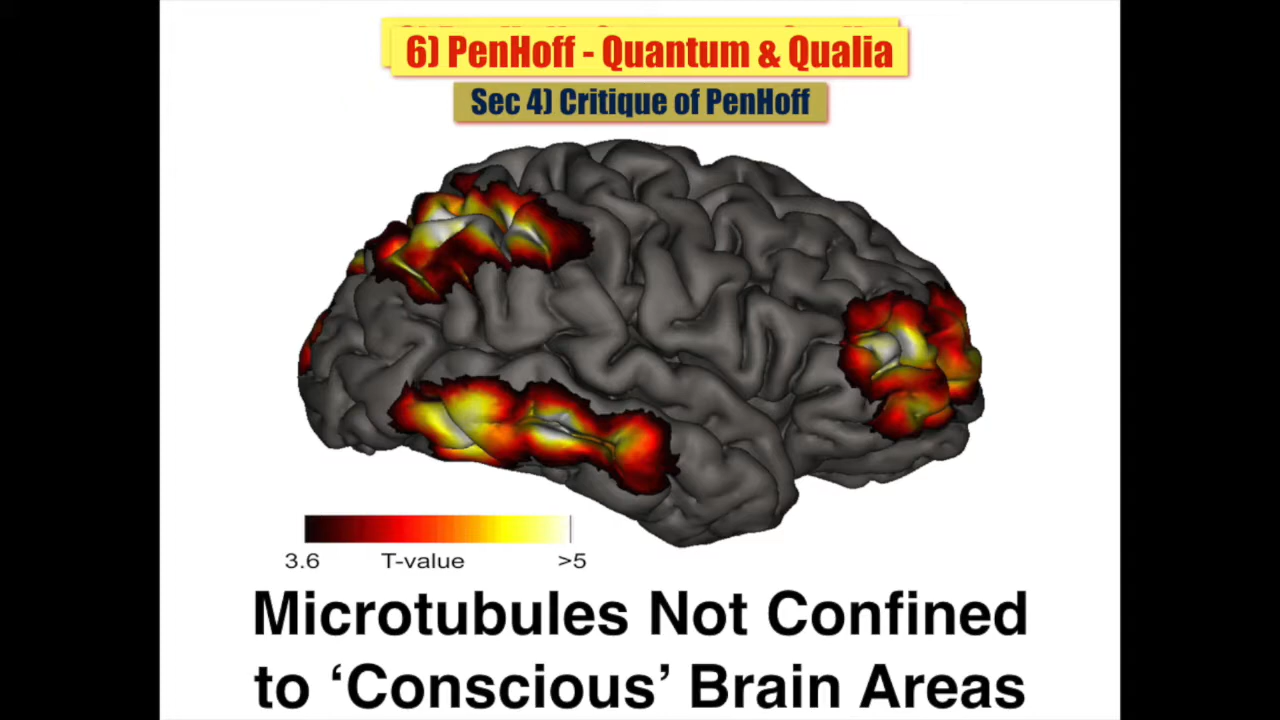 6) PenHoff - Quantum & Qualia
Sec 4) Critique of PenHoff
3.6 T-value >5
Microtubules Not Confined
to ‘Conscious’ Brain Areas